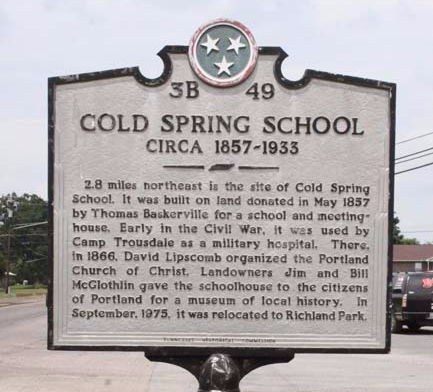 3B 49
COLD SPRING SCHOOL
CIRCA 1857-1933
2.8 miles northeast is the site of Cold Spring
School. It was built on land donated in May 1857
by Thomas Baskerville for a school and meeting-
house. Early in the Civil War, it was used by
Camp Trousdale as a military hospital. There,
in 1866, David Lipscomb organized the Portland
Church of Christ. Landowners Jim and Bill
McGlothlin gave the schoolhouse to the citizens
of Portland for a museum of local history. In
September, 1975, it was relocated to Richland Park.
TENNESSEE HISTORICAL COMMISSION